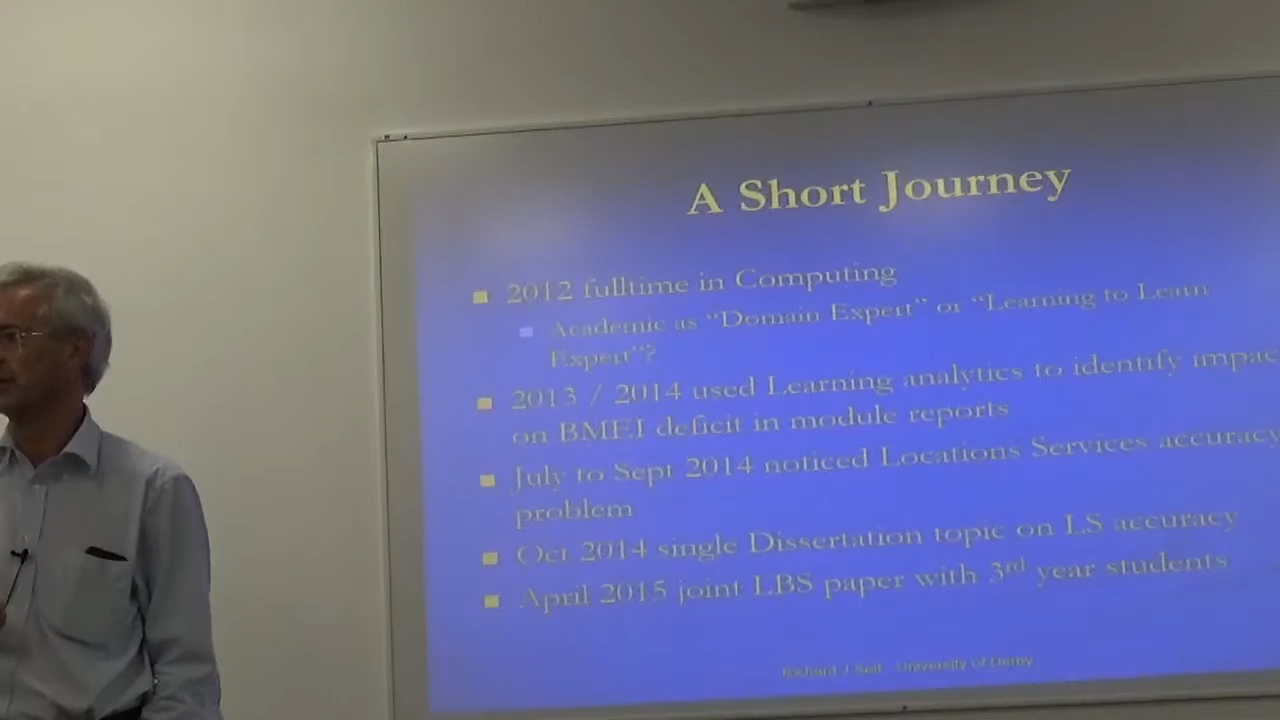 A Short Journey
2012 fulltime in Computing
Academic as “Domain Expert” or “Learning to Learn
Expert”?
2013 / 2014 used Learning analytics to identify impac
on BMEI deficit in module reports
July to Sept 2014 noticed Locations Services accuracy
problem
Oct 2014 single Dissertation topic on LS accuracy
April 2015 joint LBS paper with 3rd year students
Richard J Self University of Derby